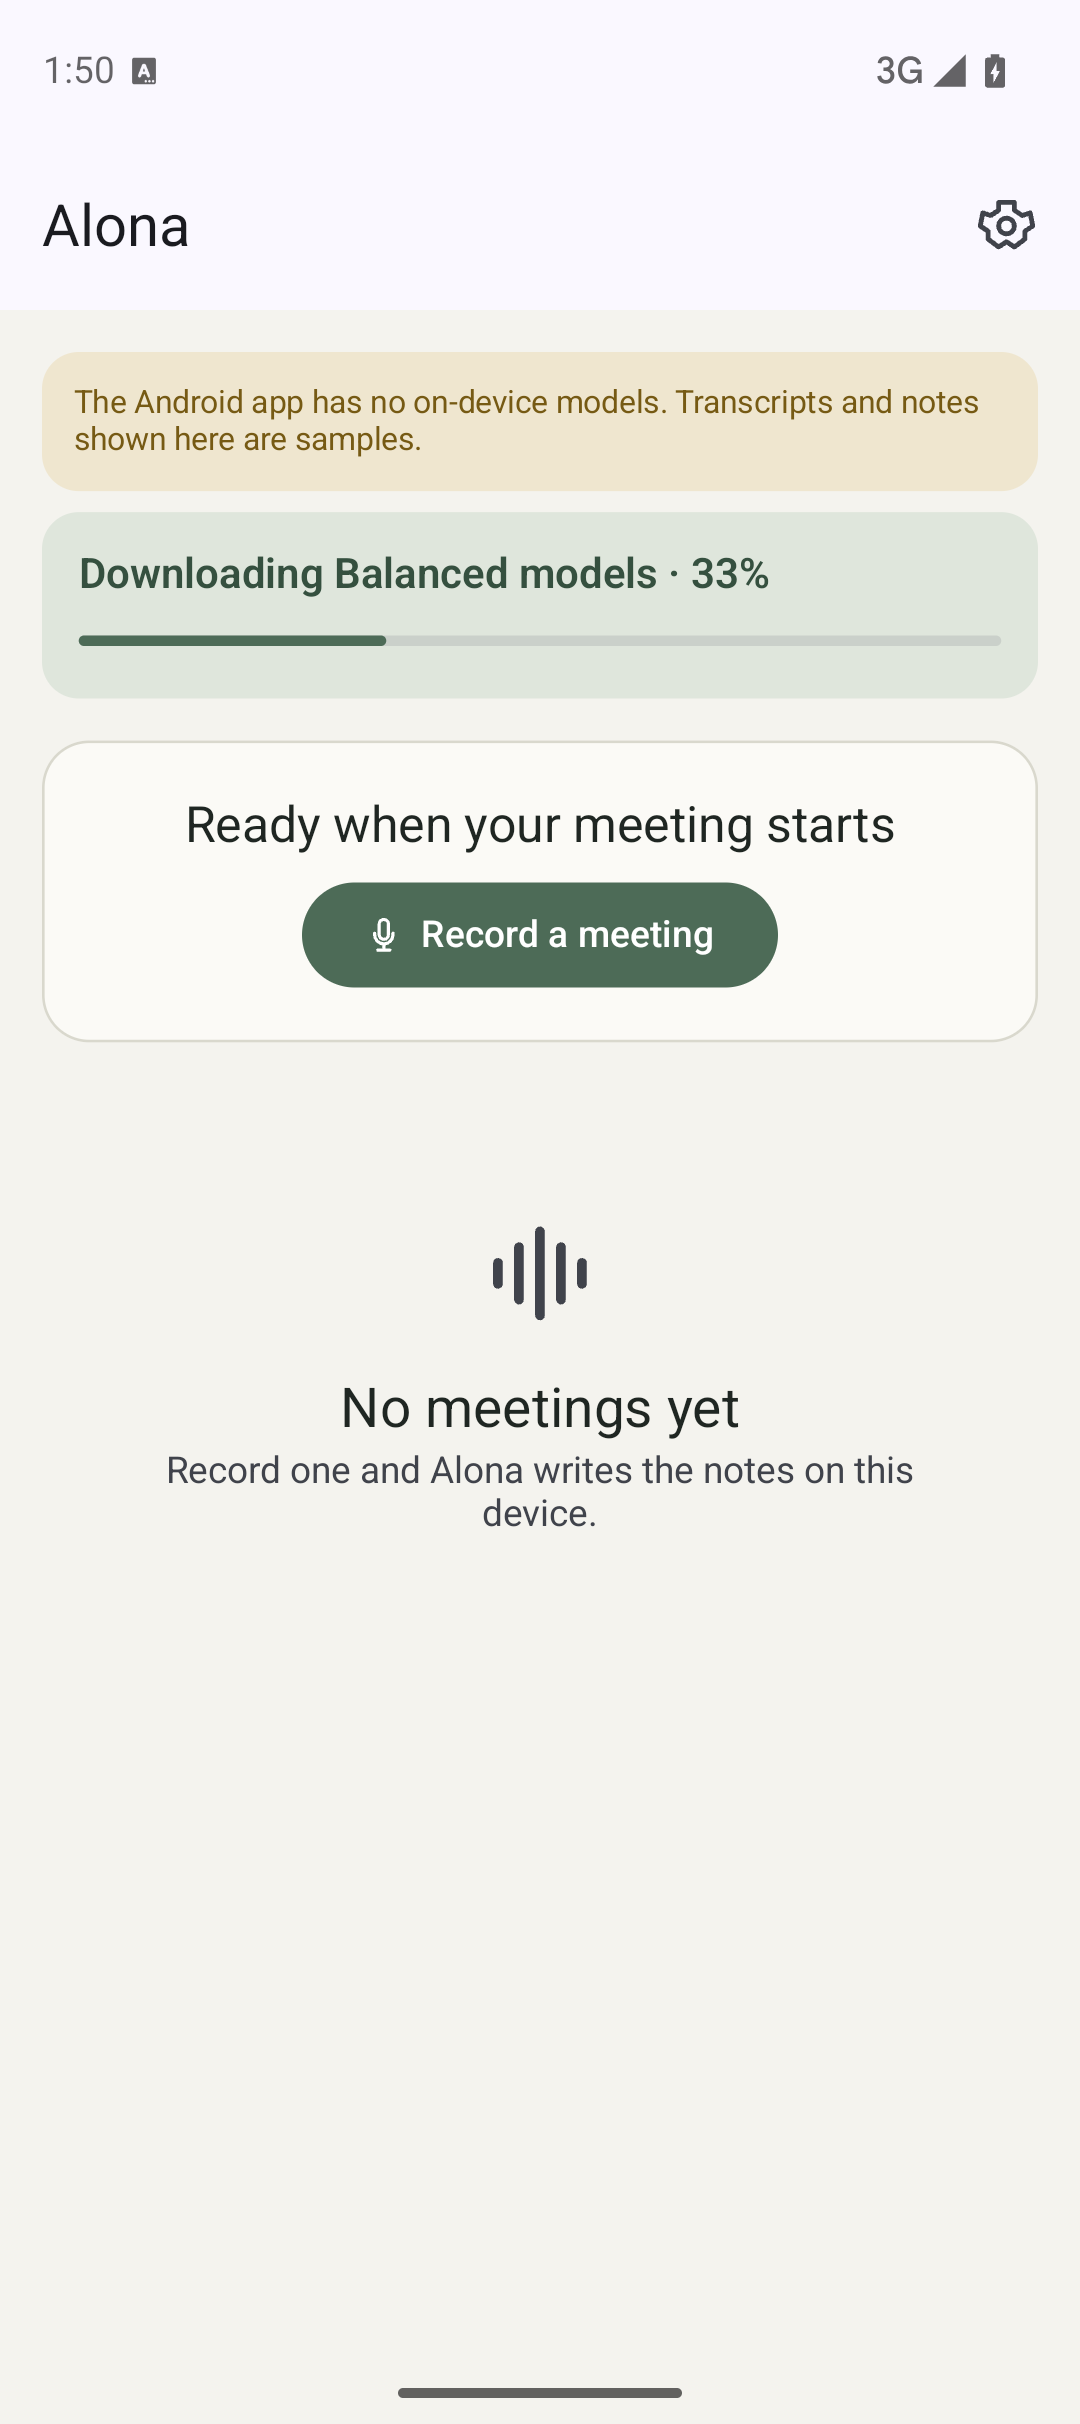 1:50
3G
Alona
The Android app has no on-device models. Transcripts and notes
shown here are samples.
Downloading Balanced models · 33%
Ready when your meeting starts
Record a meeting
No meetings yet
Record one and Alona writes the notes on this
device.